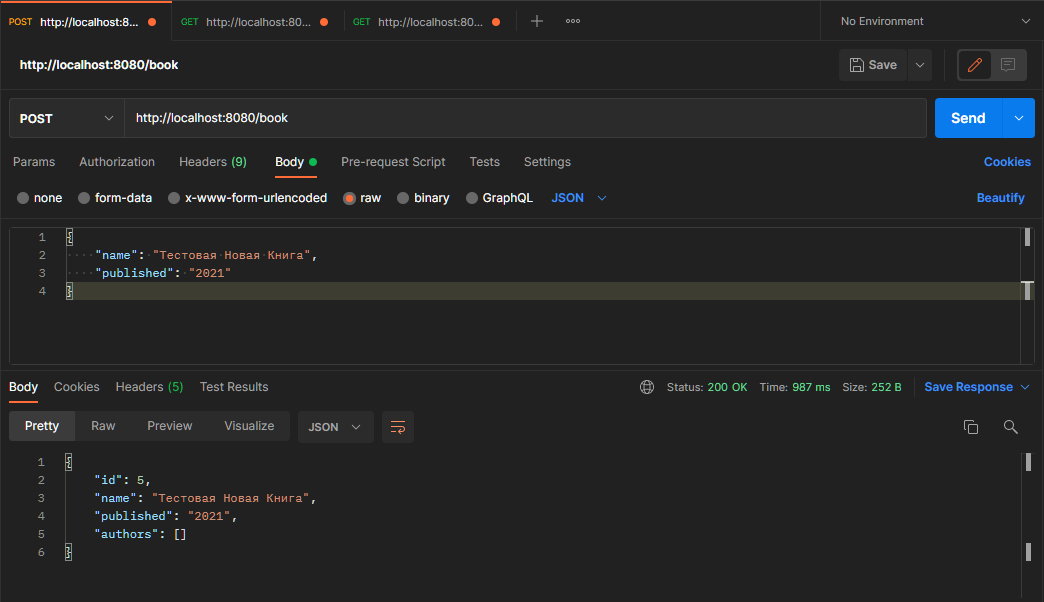 POST http://localhost:8... GET http://localhost:80... GET http://localhost:80... No Environment
http://localhost:8080/book Save
POST http://localhost:8080/book Send
Params Authorization Headers (9) Body Pre-request Script Tests Settings Cookies
none form-data x-www-form-urlencoded raw binary GraphQL JSON Beautify
1 {
2 "name": "Тестовая Новая Книга",
3 "published": "2021"
4 }
Body Cookies Headers (5) Test Results Status: 200 OK Time: 987 ms Size: 252 B Save Response
Pretty Raw Preview Visualize JSON
1 {
2 "id": 5,
3 "name": "Тестовая Новая Книга",
4 "published": "2021",
5 "authors": []
6 }